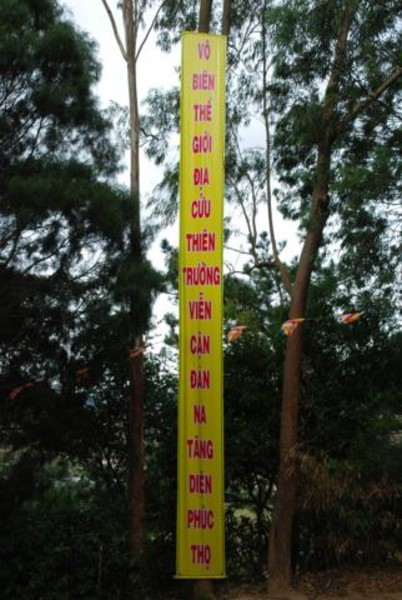 VÔ
BIÊN
THẾ
GIỚI
ĐỊA
CỬU
THIÊN
TRƯỜNG
VIỄN
CẬN
ĐÀN
NA
TĂNG
DIÊN
PHÚC
THỌ